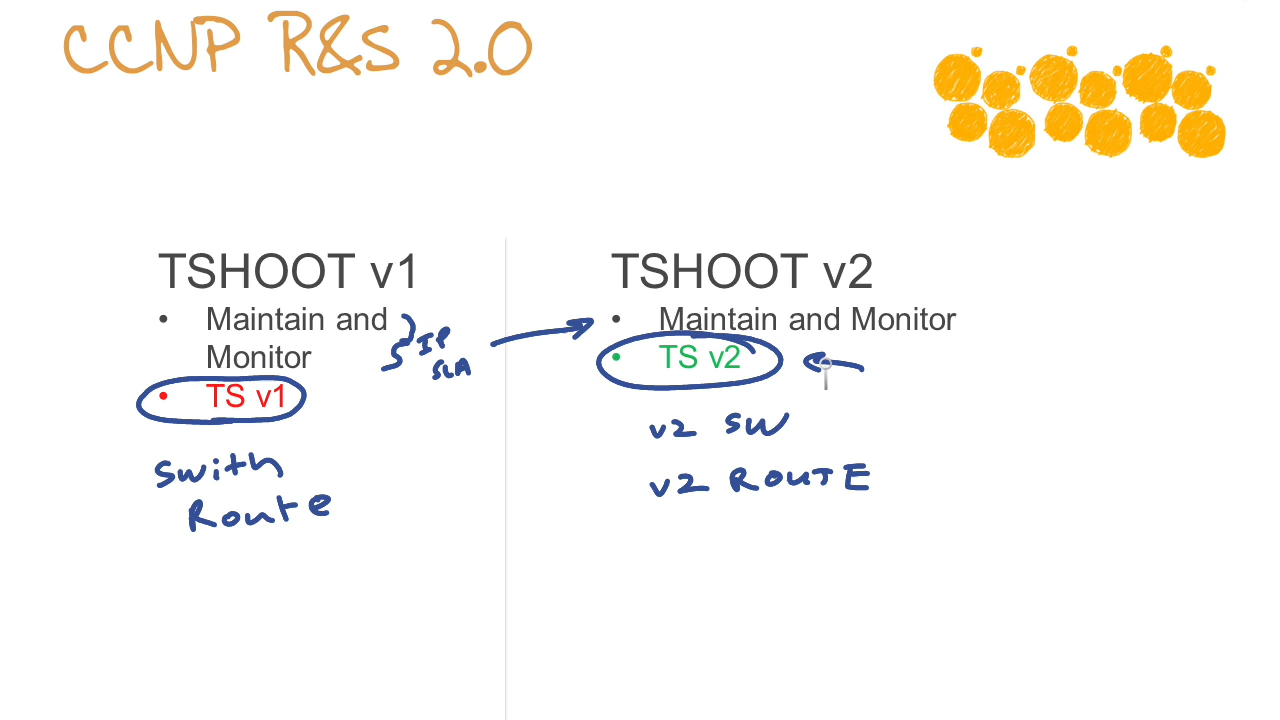 CCNP R&S 2.0
TSHOOT v1
• Maintain and
Monitor
• TS v1
IP
SLA
swith
Route
TSHOOT v2
• Maintain and Monitor
• TS v2
v2 SW
v2 ROUTE